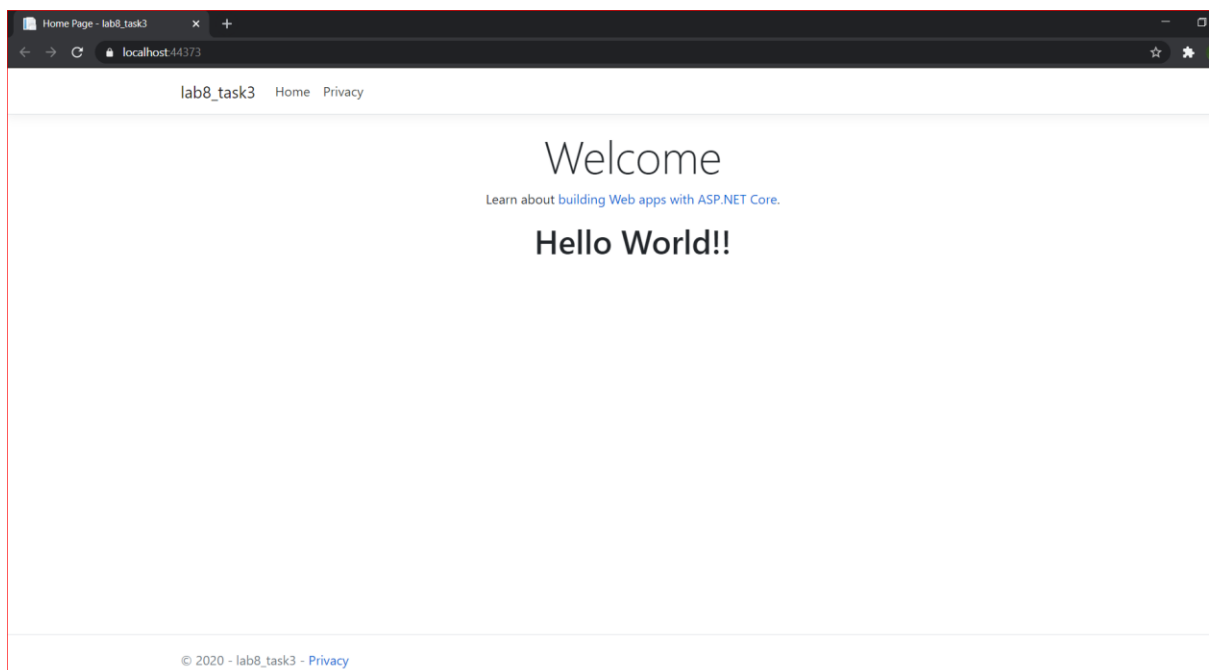 Home Page - lab8_task3
localhost:44373
lab8_task3 Home Privacy
Welcome
Learn about building Web apps with ASP.NET Core.
Hello World!!
© 2020 - lab8_task3 - Privacy